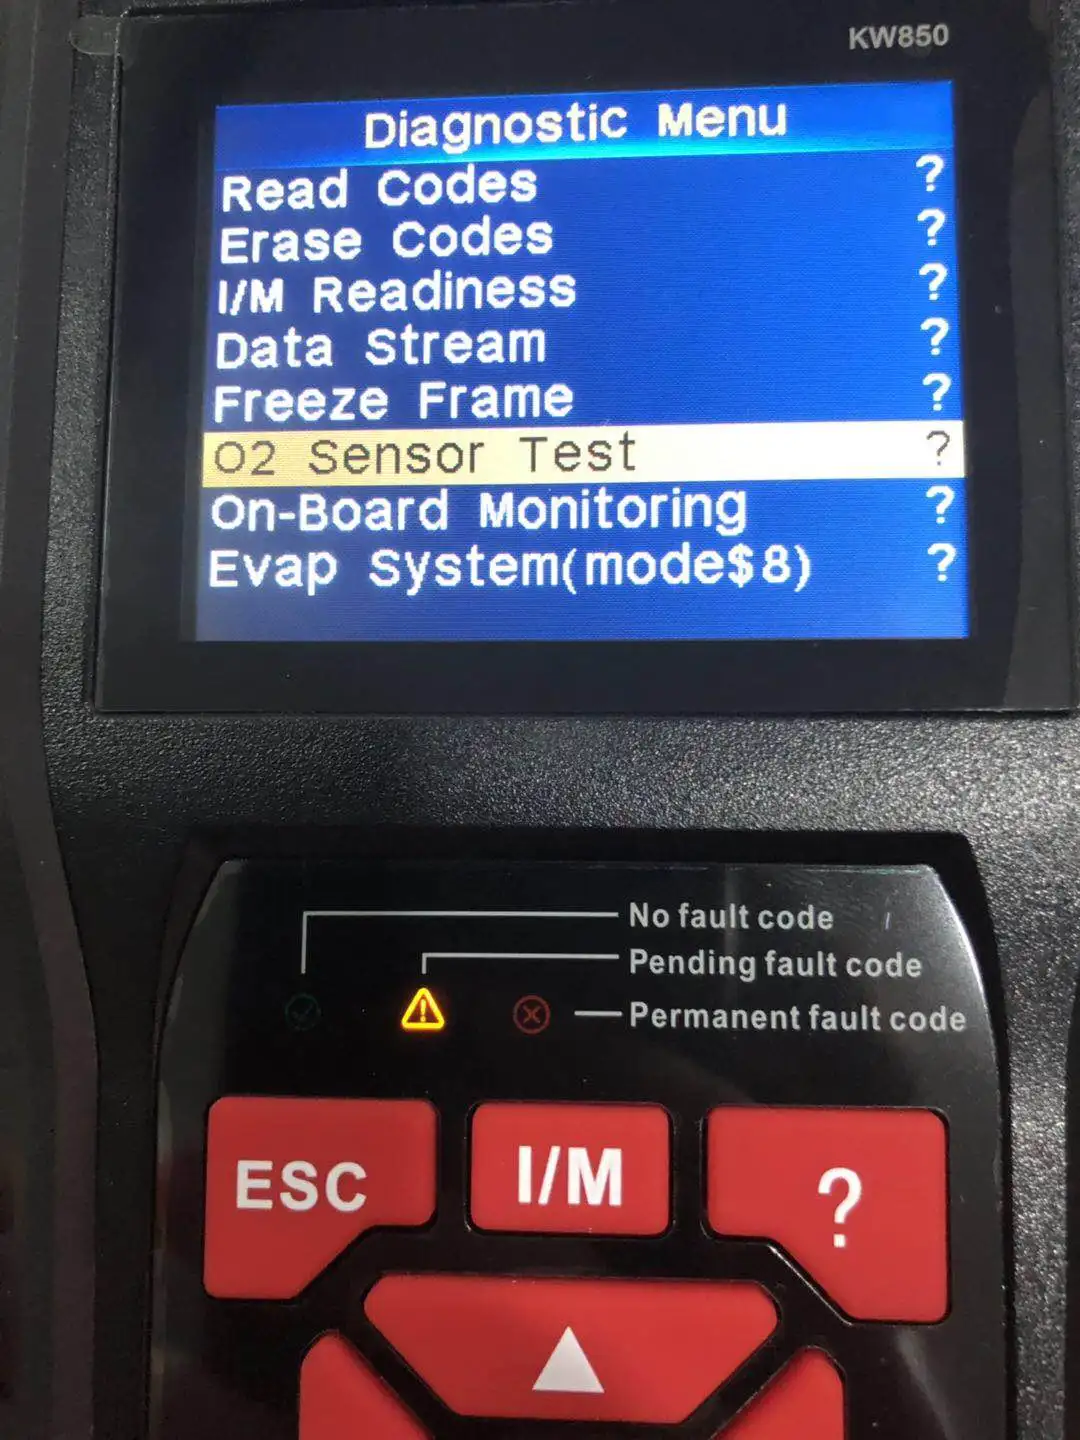 KW850
Diagnostic Menu
Read Codes ?
Erase Codes ?
I/M Readiness ?
Data Stream ?
Freeze Frame ?
O2 Sensor Test ?
On-Board Monitoring ?
Evap System(mode$8) ?
No fault code
Pending fault code
Permanent fault code
ESC I/M ?